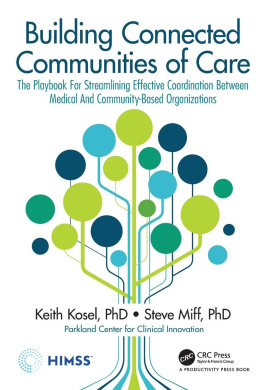 Building Connected
Communities of Care
The Playbook For Streamlining Effective Coordination Between
Medical And Community-Based Organizations
Keith Kosel, PhD • Steve Miff, PhD
Parkland Center for Clinical Innovation
HIMSS
CRC
CRC Press
Taylor & Francis Group
A PRODUCTIVITY PRESS BOOK